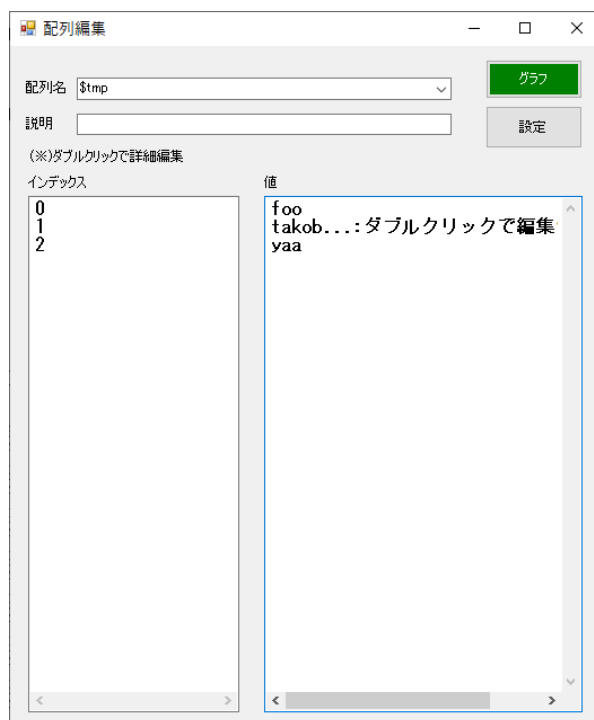 配列編集
配列名 $tmp
グラフ
説明
設定
(※)ダブルクリックで詳細編集
インデックス 値
0 foo
1 takob...:ダブルクリックで編集
2 yaa